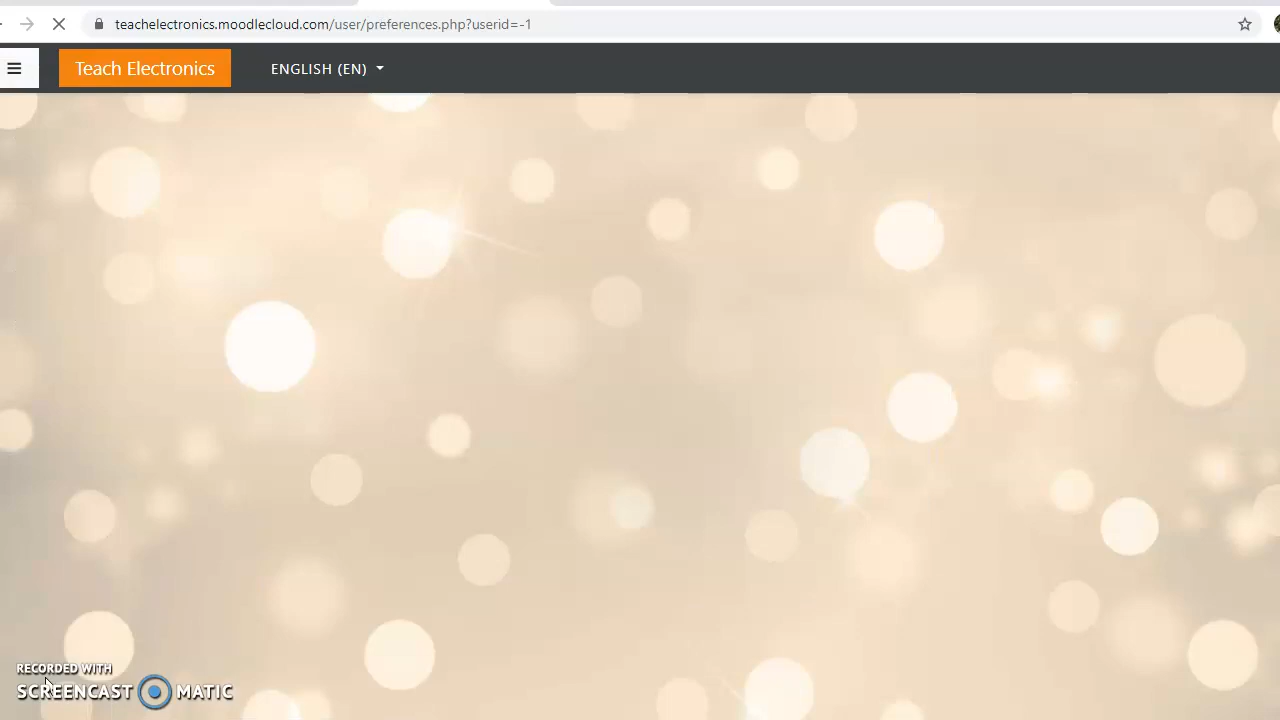 teachelectronics.moodlecloud.com/user/preferences.php?userid=-1
Teach Electronics
ENGLISH (EN)
RECORDED WITH
SCREENCAST MATIC